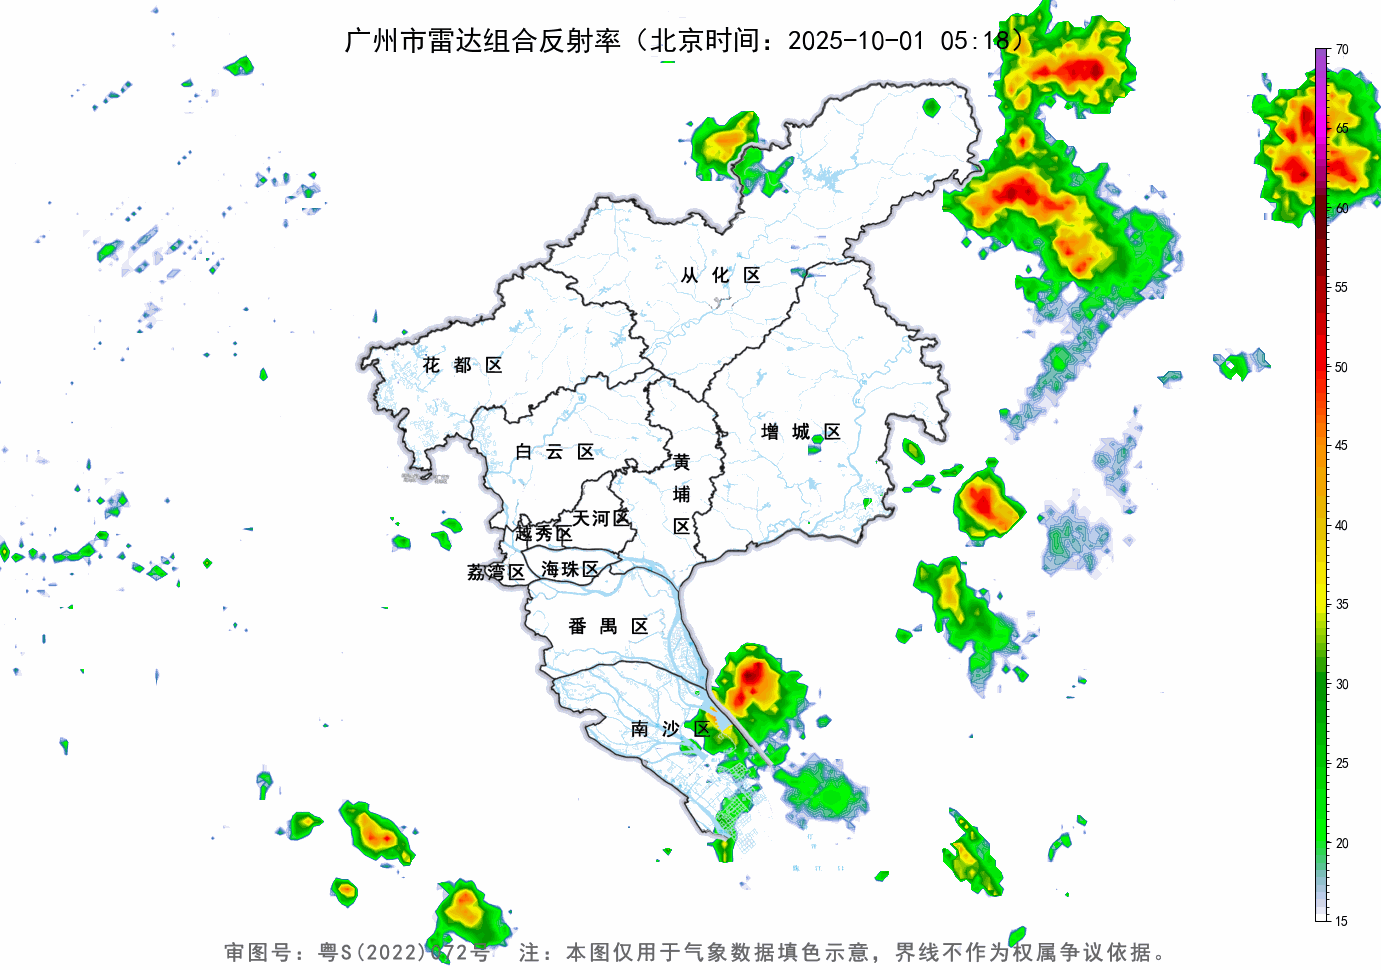 广州市雷达组合反射率（北京时间：2025-10-01 05:18）
70
65
60
55
50
45
40
35
30
25
20
15
从化区
花都区
增城区
白云区
黄埔区
天河区
越秀区
荔湾区
海珠区
番禺区
南沙区
审图号：粤S(2022)072号 注：本图仅用于气象数据填色示意，界线不作为权属争议依据。